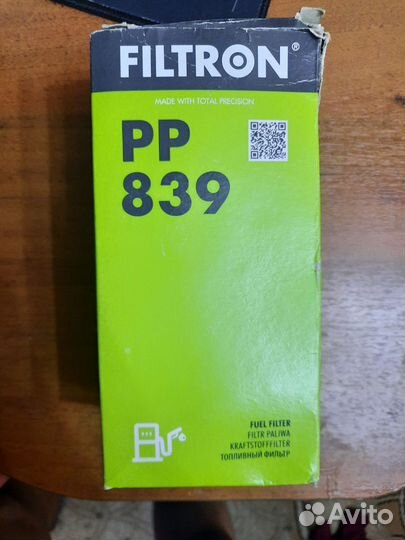 FILTRON®
MADE WITH TOTAL PRECISION
PP
839
FUEL FILTER
FILTR PALIWA
KRAFTSTOFFFILTER
ТОПЛИВНЫЙ ФИЛЬТР
Avito